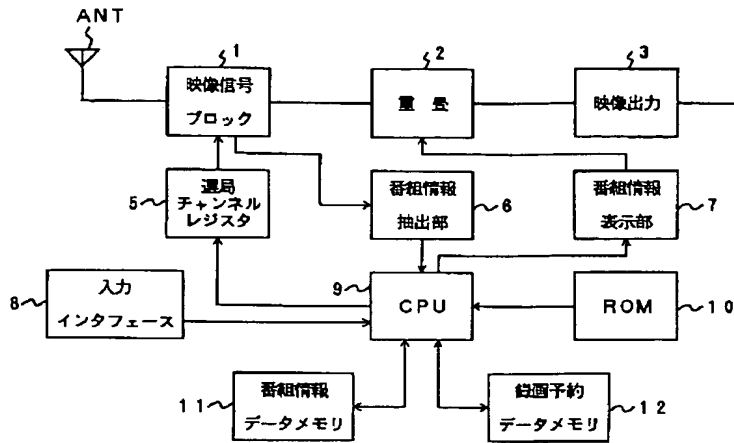 ANT
1
2
3
映像信号
ブロック
重畳
映像出力
選局
チャンネル
レジスタ
5
番組情報
抽出部
6
番組情報
表示部
7
入力
インタフェース
8
9
CPU
ROM
10
11
番組情報
データメモリ
録画予約
データメモリ
12